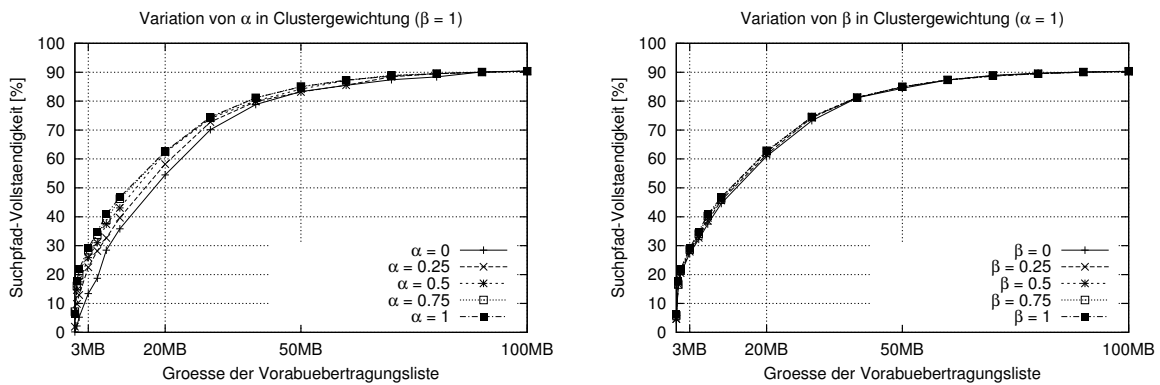 Variation von α in Clustergewichtung (β = 1)
Suchpfad-Vollstaendigkeit [%]
100
90
80
70
60
50
40
30
20
10
0
α = 0
α = 0.25
α = 0.5
α = 0.75
α = 1
3MB 20MB 50MB 100MB
Groesse der Vorabuebertragungsliste
Variation von β in Clustergewichtung (α = 1)
Suchpfad-Vollstaendigkeit [%]
100
90
80
70
60
50
40
30
20
10
0
β = 0
β = 0.25
β = 0.5
β = 0.75
β = 1
3MB 20MB 50MB 100MB
Groesse der Vorabuebertragungsliste